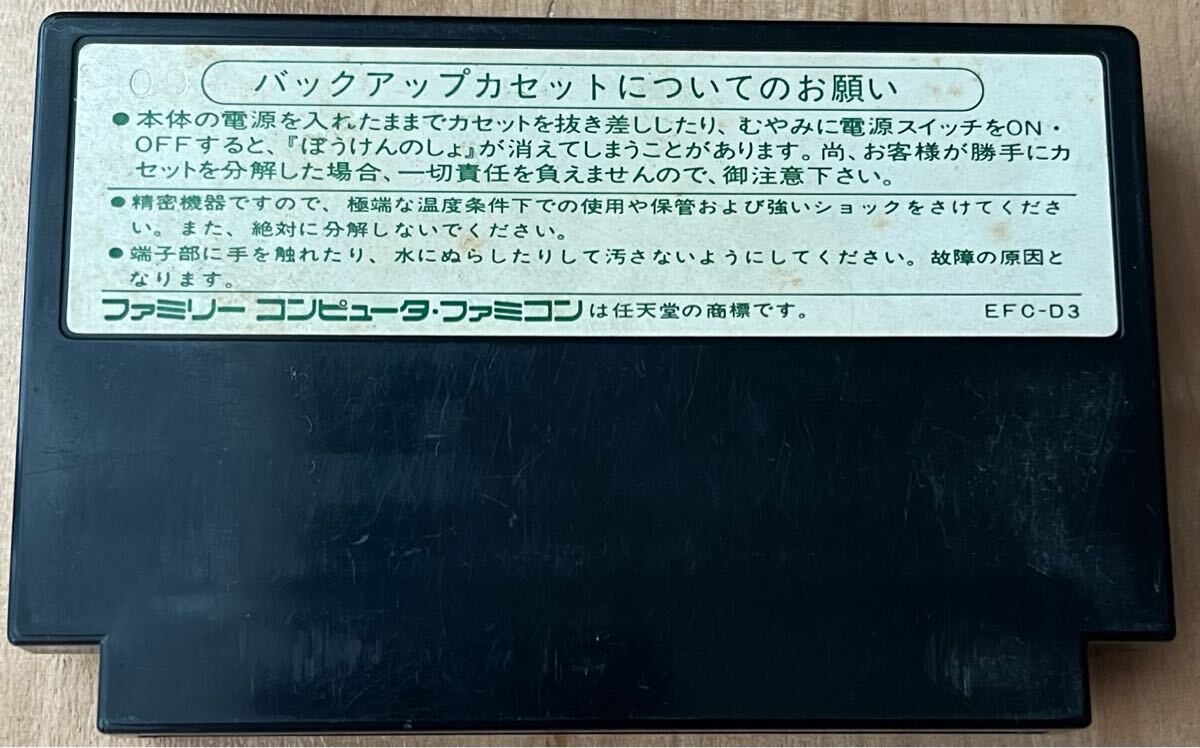 09
バックアップカセットについてのお願い
●本体の電源を入れたままでカセットを抜き差ししたり、むやみに電源スイッチをON・
OFFすると、『ぼうけんのしょ』が消えてしまうことがあります。尚、お客様が勝手にカ
セットを分解した場合、一切責任を負えませんので、御注意下さい。
●精密機器ですので、極端な温度条件下での使用や保管および強いショックをさけてくださ
い。また、絶対に分解しないでください。
●端子部に手を触れたり、水にぬらしたりして汚さないようにしてください。故障の原因と
なります。
ファミリー コンピュータ・ファミコンは任天堂の商標です。 EFC-D3